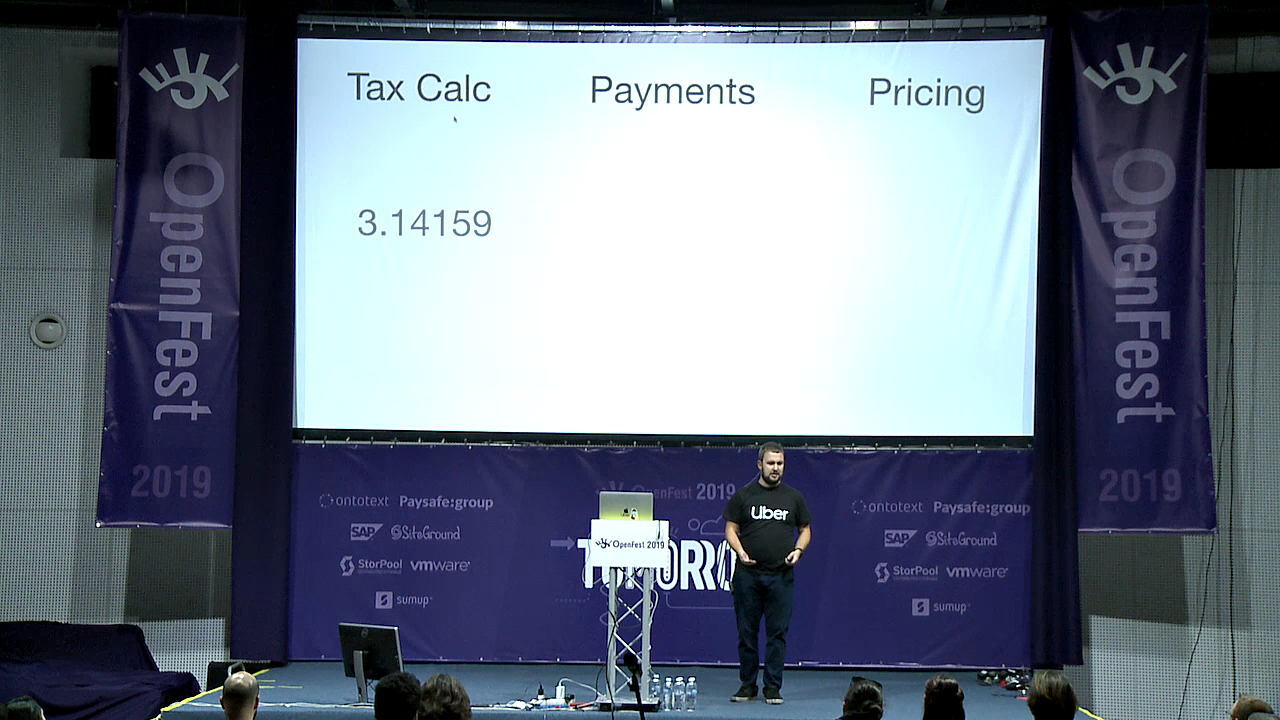 Tax Calc
Payments
Pricing
3.14159
OpenFest
2019
OpenFest
2019
OpenFest 2019
ontotext Paysafe:group
SAP SiteGround
StorPool vmware
sumup
ontotext Paysafe:group
SAP SiteGround
StorPool vmware
sumup
Uber
OpenFest 2019